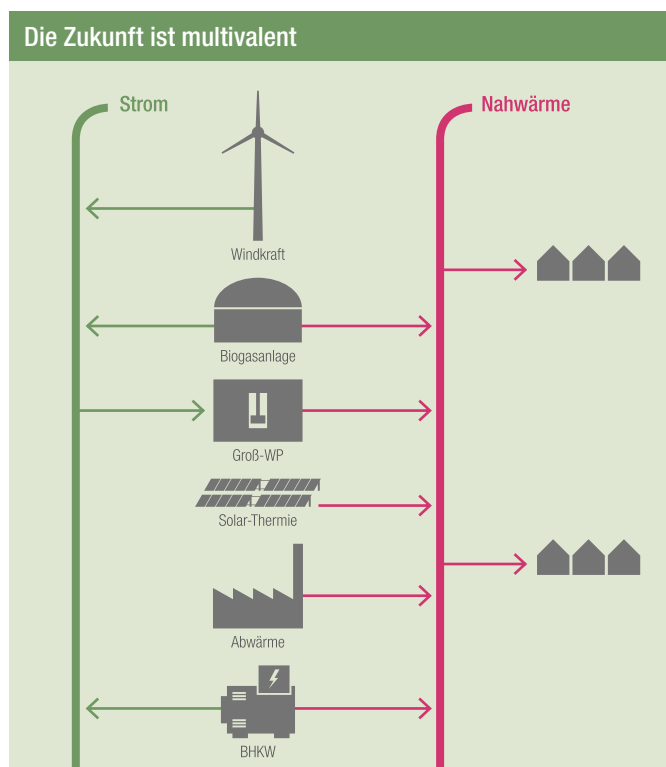 Die Zukunft ist multivalent
Strom
Nahwärme
Windkraft
Biogasanlage
Groß-WP
Solar-Thermie
Abwärme
BHKW